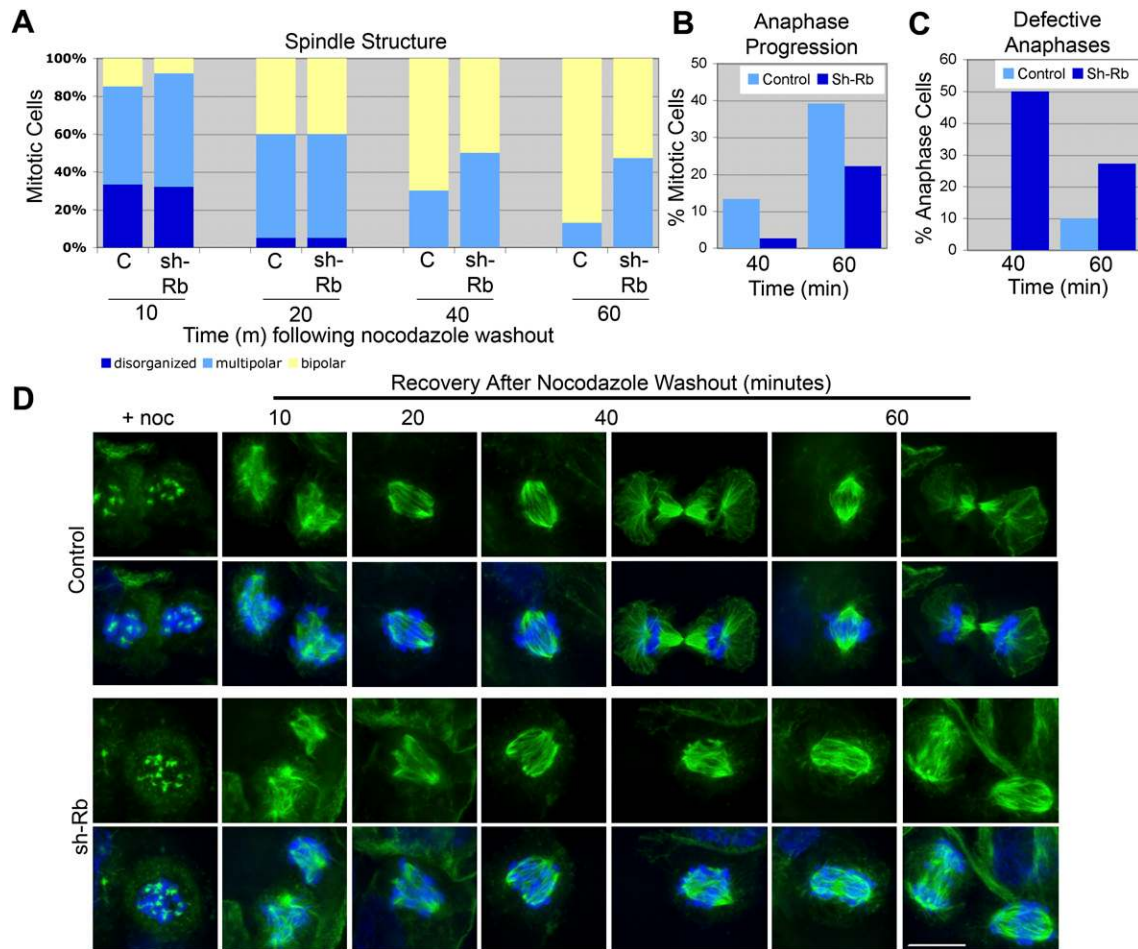 A
Spindle Structure
100%
80%
60%
40%
20%
0%
Mitotic Cells
C
sh-
Rb
C
sh-
Rb
C
sh-
Rb
C
sh-
Rb
10
20
40
60
Time (m) following nocodazole washout
disorganized multipolar bipolar
B
Anaphase
Progression
50
40
30
20
10
0
% Mitotic Cells
Control Sh-Rb
40 60
Time (min)
C
Defective
Anaphases
60
50
40
30
20
10
0
% Anaphase Cells
Control Sh-Rb
40 60
Time (min)
D
Recovery After Nocodazole Washout (minutes)
+ noc 10 20 40 60
Control
sh-Rb